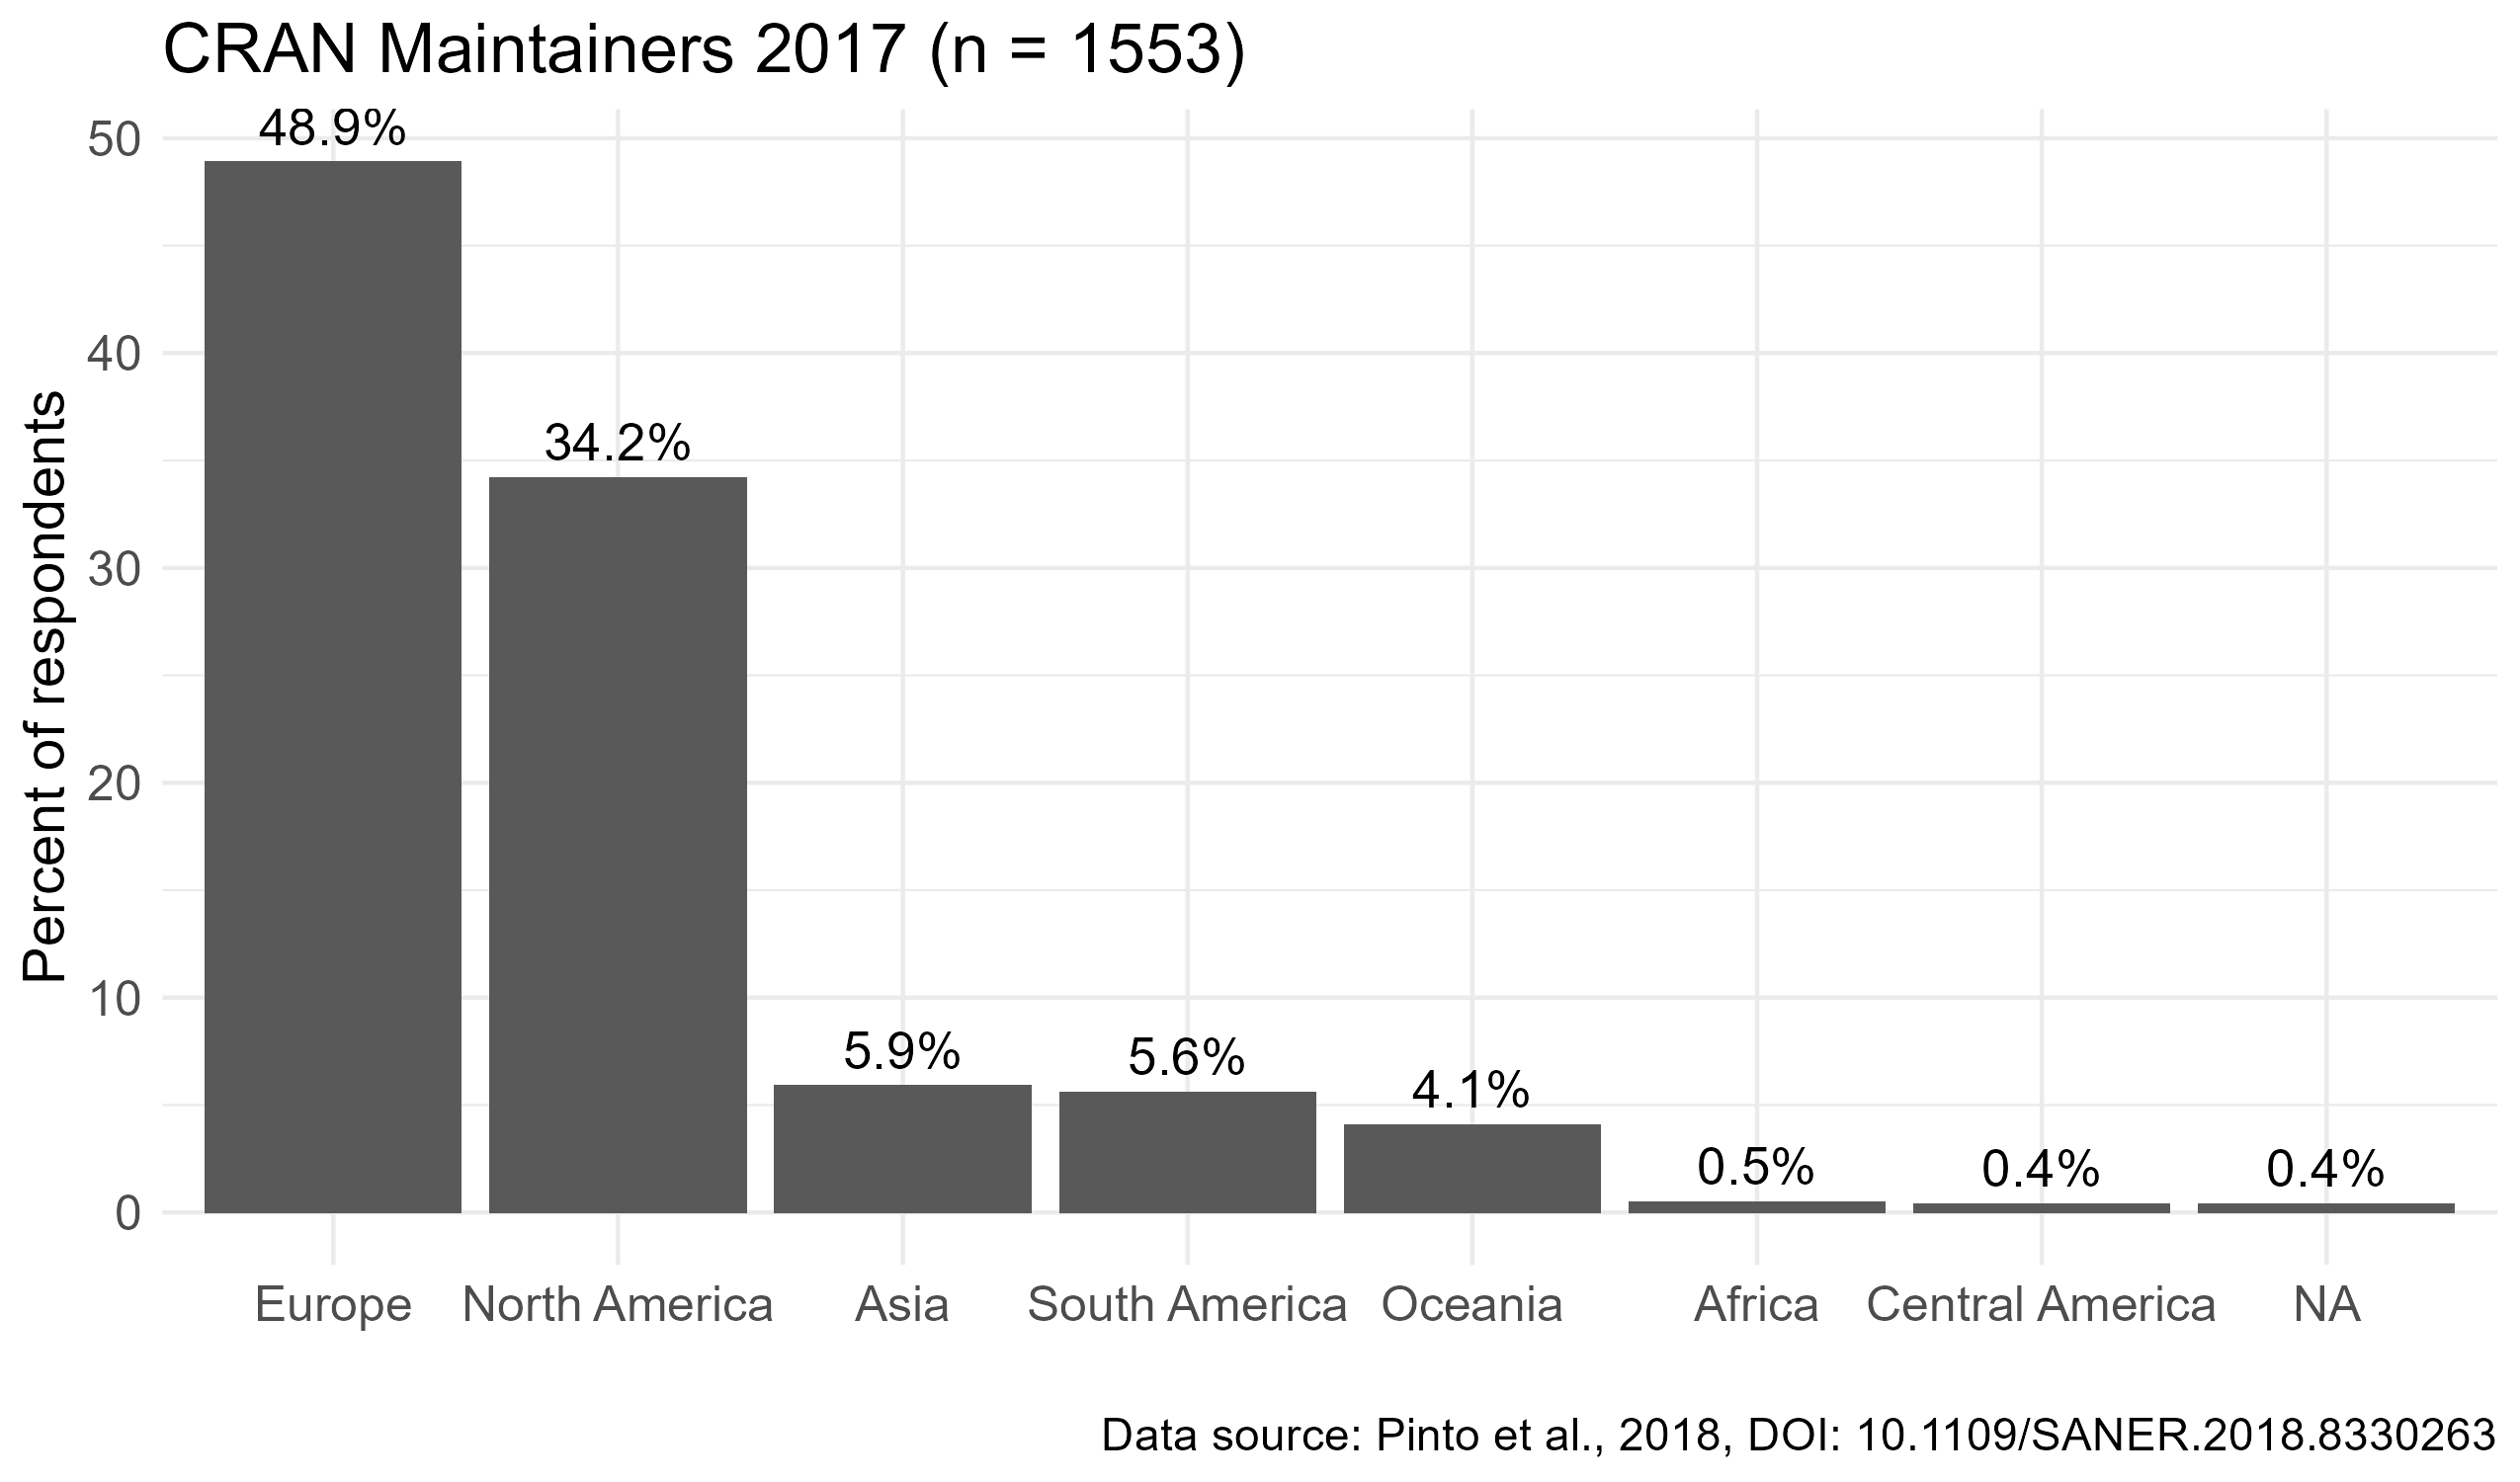 CRAN Maintainers 2017 (n = 1553)
Percent of respondents
50
40
30
20
10
0
48.9%
34.2%
5.9%
5.6%
4.1%
0.5%
0.4%
0.4%
Europe
North America
Asia
South America
Oceania
Africa
Central America
NA
Data source: Pinto et al., 2018, DOI: 10.1109/SANER.2018.8330263